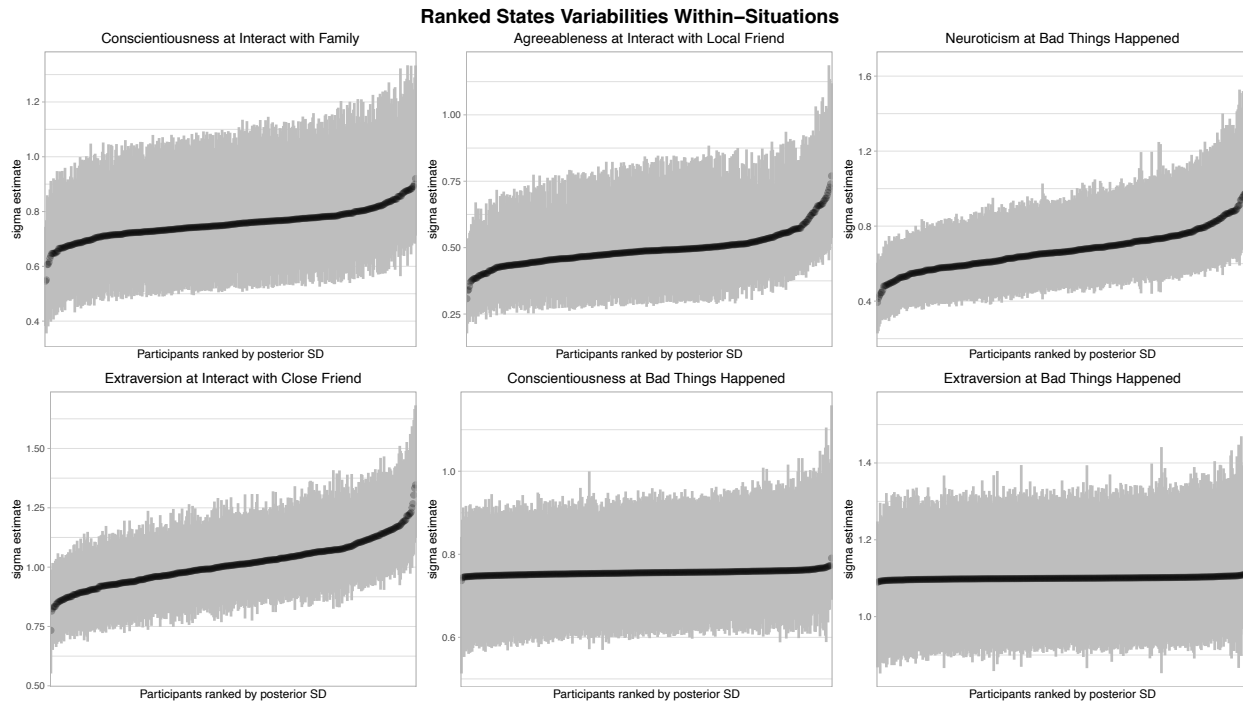 Ranked States Variabilities Within−Situations
Conscientiousness at Interact with Family
Agreeableness at Interact with Local Friend
Neuroticism at Bad Things Happened
sigma estimate
1.2
1.0
0.8
0.6
0.4
sigma estimate
1.00
0.75
0.50
0.25
sigma estimate
1.6
1.2
0.8
0.4
Participants ranked by posterior SD
Participants ranked by posterior SD
Participants ranked by posterior SD
Extraversion at Interact with Close Friend
Conscientiousness at Bad Things Happened
Extraversion at Bad Things Happened
sigma estimate
1.50
1.25
1.00
0.75
0.50
sigma estimate
1.0
0.8
0.6
sigma estimate
1.4
1.2
1.0
Participants ranked by posterior SD
Participants ranked by posterior SD
Participants ranked by posterior SD